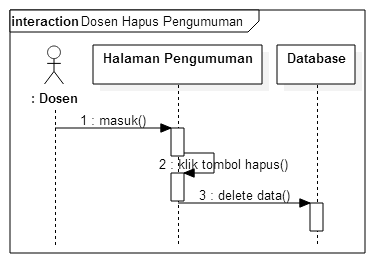 interaction Dosen Hapus Pengumuman
Halaman Pengumuman
Database
: Dosen
1 : masuk()
2 : klik tombol hapus()
3 : delete data()